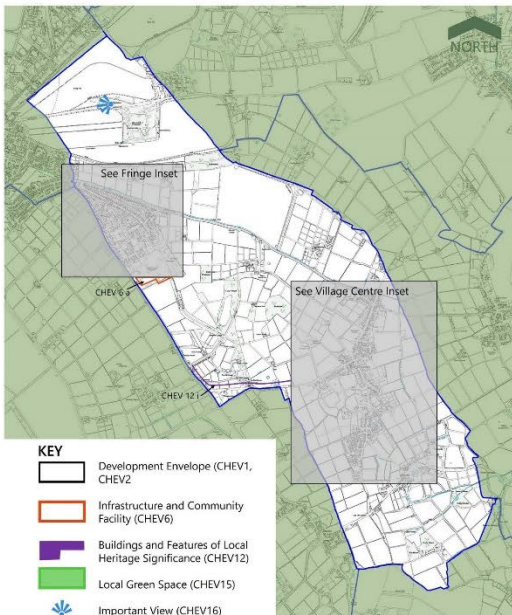 NORTH
See Fringe Inset
CHEV 6 a
See Village Centre Inset
CHEV 12 i
KEY
Development Envelope (CHEV1,
CHEV2
Infrastructure and Community
Facility (CHEV6)
Buildings and Features of Local
Heritage Significance (CHEV12)
Local Green Space (CHEV15)
Important View (CHEV16)